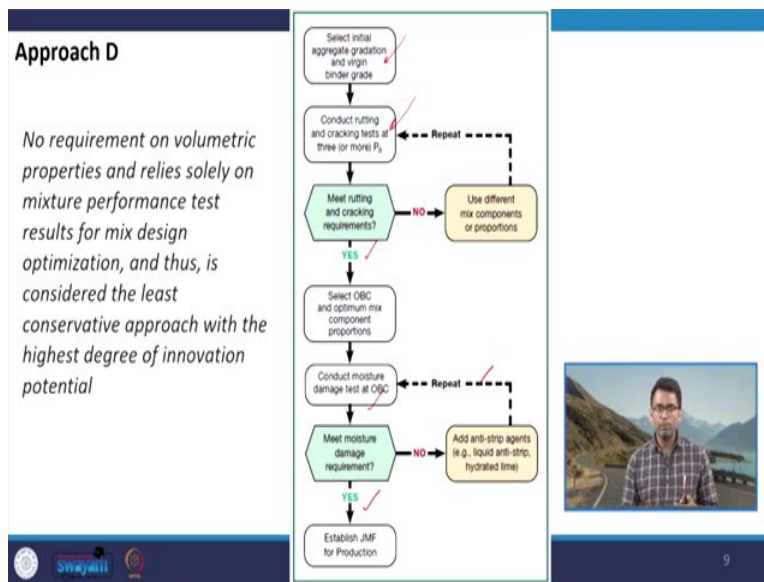 Approach D
No requirement on volumetric
properties and relies solely on
mixture performance test
results for mix design
optimization, and thus, is
considered the least
conservative approach with the
highest degree of innovation
potential
Select initial
aggregate gradation
and virgin
binder grade
Conduct rutting
and cracking tests at
three (or more) Pb
Repeat
Meet rutting
and cracking
requirements?
NO
Use different
mix components
or proportions
YES
Select OBC
and optimum mix
component
proportions
Conduct moisture
damage test at OBC
Repeat
Meet moisture
damage
requirement?
NO
Add anti-strip agents
(e.g., liquid anti-strip,
hydrated lime)
YES
Establish JMF
for Production
swayam
9